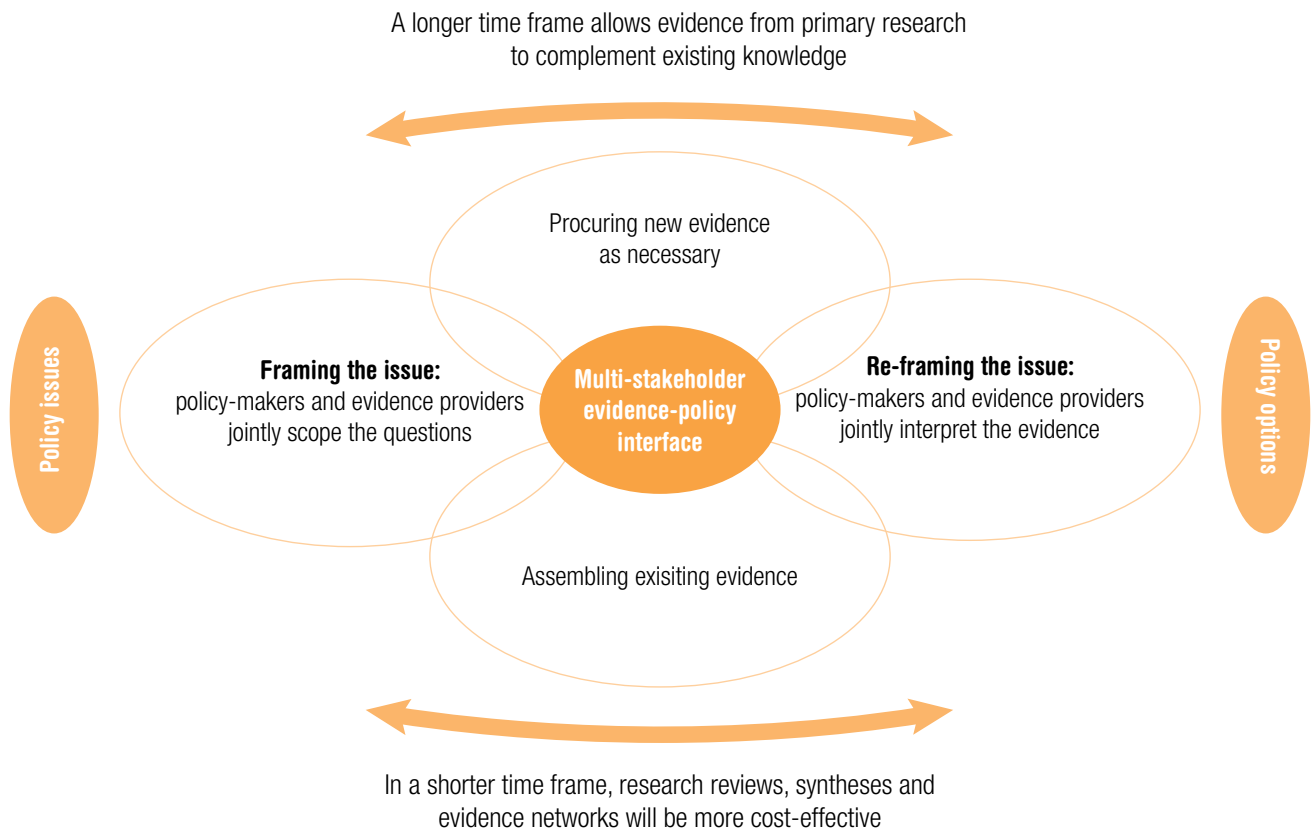 A longer time frame allows evidence from primary research
to complement existing knowledge
Procuring new evidence
as necessary
Policy issues
Framing the issue:
policy-makers and evidence providers
jointly scope the questions
Multi-stakeholder
evidence-policy
interface
Re-framing the issue:
policy-makers and evidence providers
jointly interpret the evidence
Policy options
Assembling exisiting evidence
In a shorter time frame, research reviews, syntheses and
evidence networks will be more cost-effective